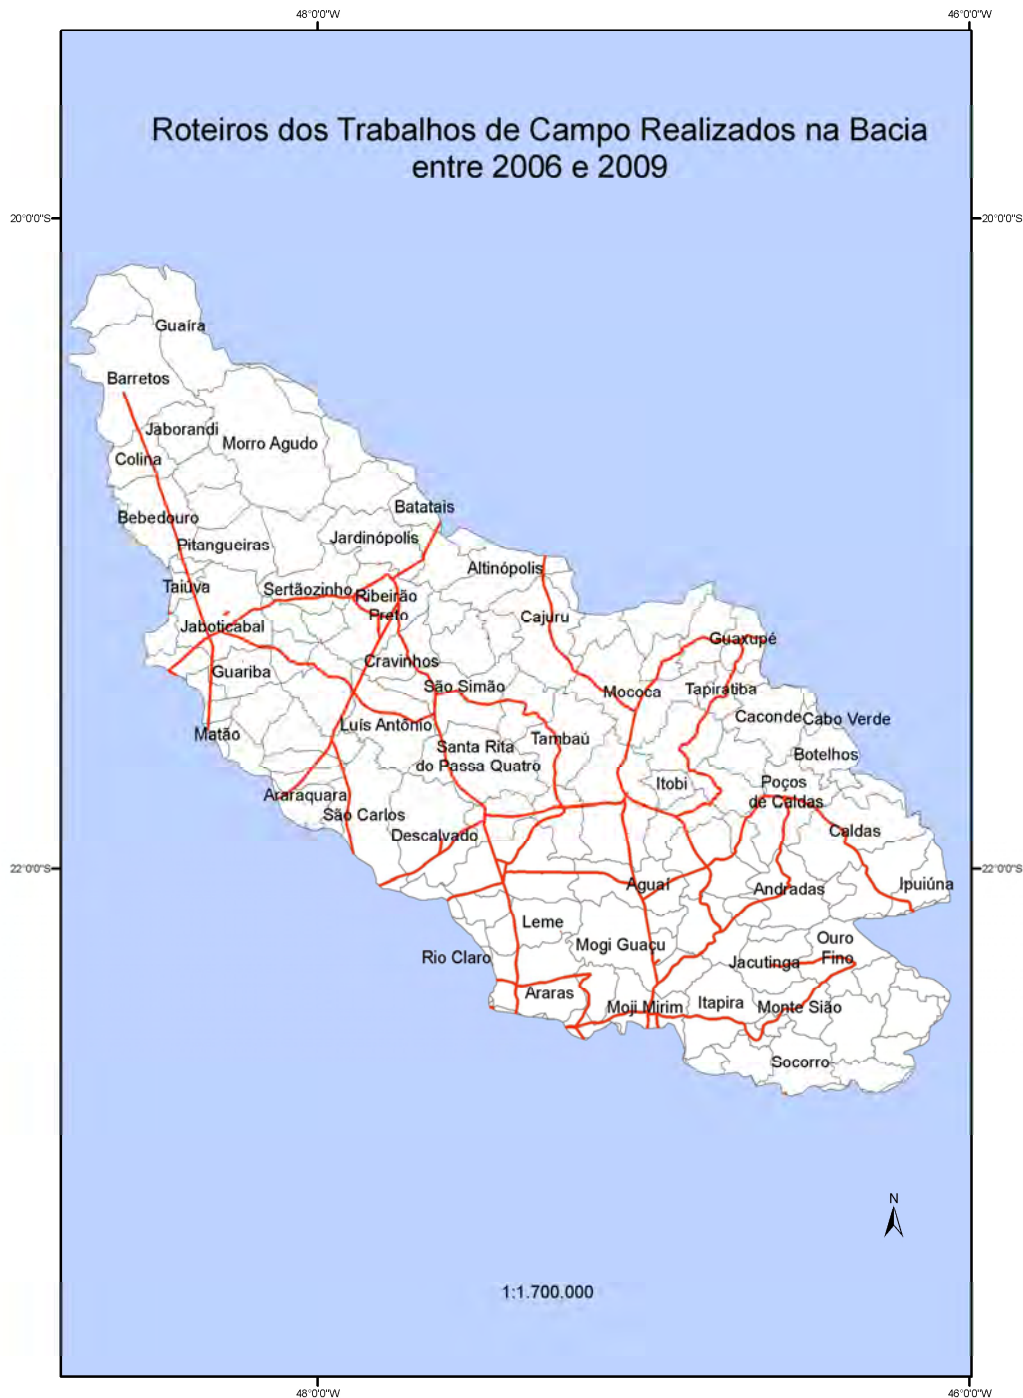 48°0'0"W
46°0'0"W
Roteiros dos Trabalhos de Campo Realizados na Bacia
entre 2006 e 2009
20°0'0"S
20°0'0"S
Guaíra
Barretos
Jaborandi
Morro Agudo
Colina
Batatais
Bebedouro
Jardinópolis
Pitangueiras
Altinópolis
Taiúva
Sertãozinho
Ribeirão
Preto
Cajuru
Jaboticabal
Guaxupé
Cravinhos
Guariba
São Simão
Mococa
Tapiratiba
Caconde
Cabo Verde
Luís Antônio
Matão
Tambaú
Santa Rita
do Passa Quatro
Botelhos
Itobi
Poços
de Caldas
Araraquara
São Carlos
Descalvado
Caldas
22°0'0"S
22°0'0"S
Aguaí
Andradas
Ipuiúna
Leme
Mogi Guaçu
Ouro
Fino
Rio Claro
Jacutinga
Araras
Moji Mirim
Itapira
Monte Sião
Socorro
N
1:1.700.000
48°0'0"W
46°0'0"W